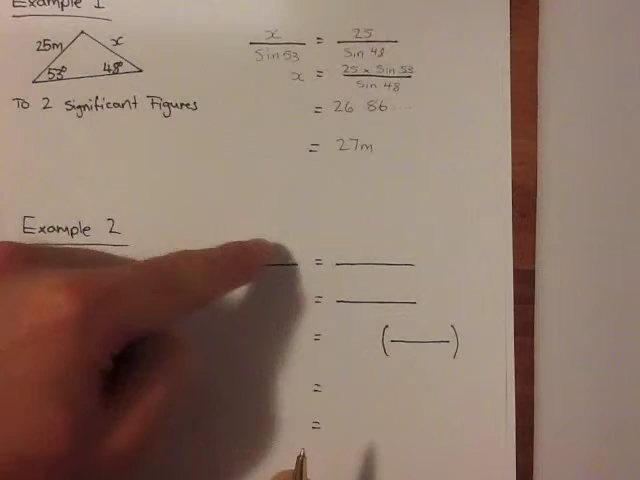 Example 1
25m
x
53°
48°
To 2 Significant Figures
x / Sin 53 = 25 / Sin 48
x = 25 x Sin 53 / Sin 48
= 26 86...
= 27m
Example 2
=
=
= ( )
=
=